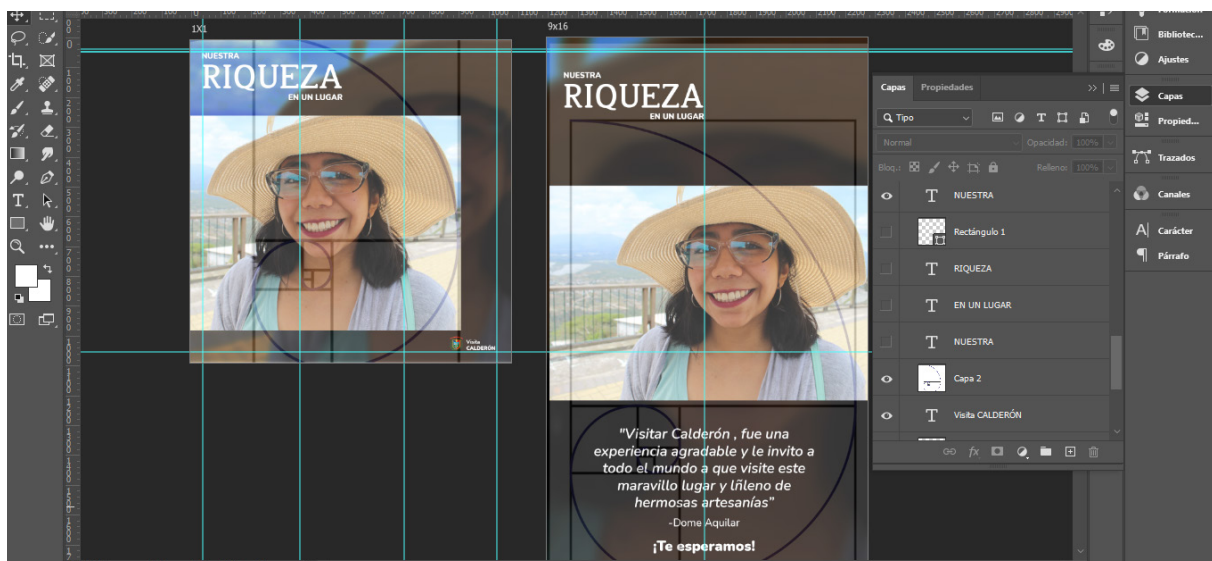 1X1
NUESTRA
RIQUEZA
EN UN LUGAR
Visita
CALDERÓN
9x16
NUESTRA
RIQUEZA
EN UN LUGAR
"Visitar Calderón , fue una
experiencia agradable y le invito a
todo el mundo a que visite este
maravillo lugar y lñleno de
hermosas artesanías"
-Dome Aquilar
¡Te esperamos!
Capas
Propiedades
Tipo
Normal
Opacidad: 100%
Bloq.:
Relleno: 100%
NUESTRA
Rectángulo 1
RIQUEZA
EN UN LUGAR
NUESTRA
Capa 2
Visita CALDERÓN
fx
Bibliotec...
Ajustes
Capas
Propied...
Trazados
Canales
Carácter
Párrafo